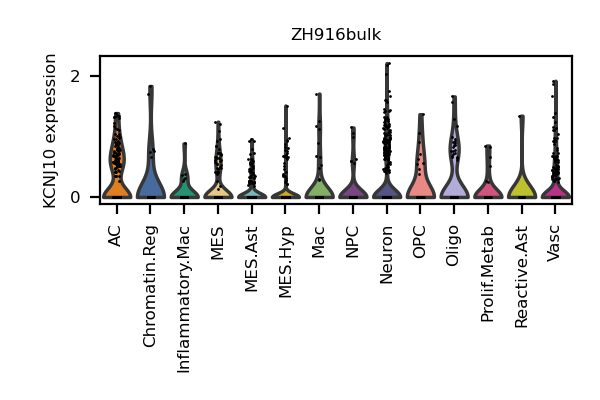 ZH916bulk
KCNJ10 expression
2
0
AC
Chromatin.Reg
Inflammatory.Mac
MES
MES.Ast
MES.Hyp
Mac
NPC
Neuron
OPC
Oligo
Prolif.Metab
Reactive.Ast
Vasc